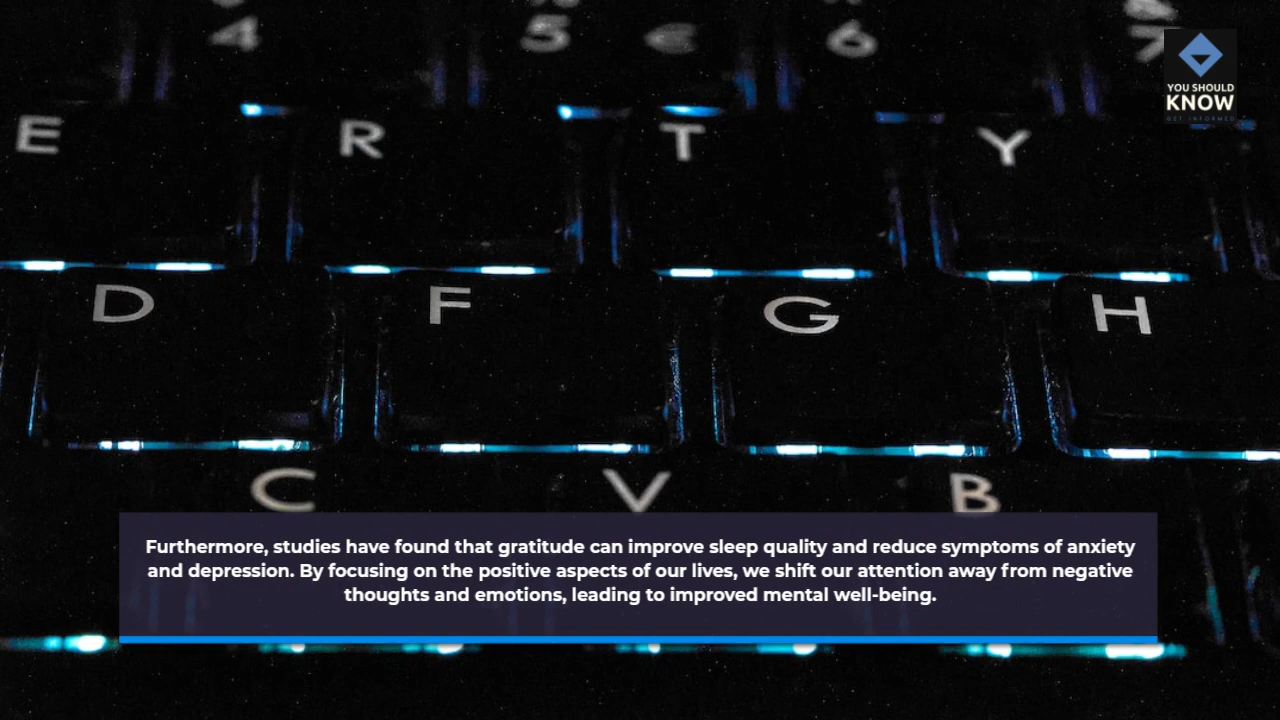 4 5 € 6 7
YOU SHOULD
KNOW
GET INFORMED
E R T Y
D F G H
C V B
Furthermore, studies have found that gratitude can improve sleep quality and reduce symptoms of anxiety
and depression. By focusing on the positive aspects of our lives, we shift our attention away from negative
thoughts and emotions, leading to improved mental well-being.